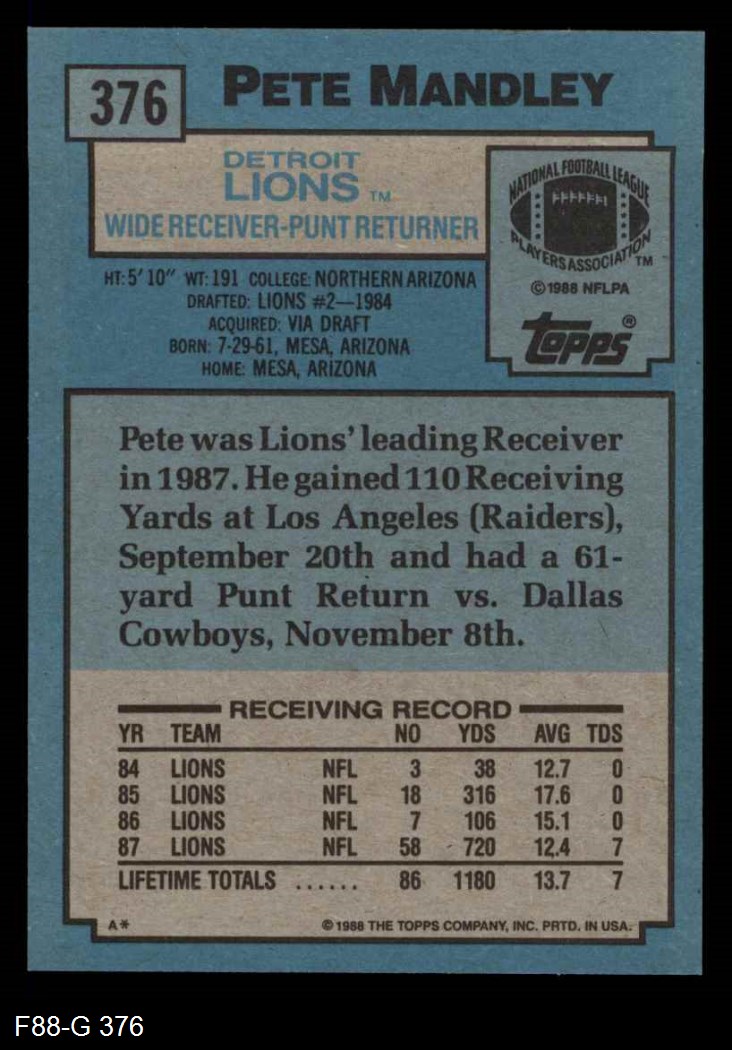 376
PETE MANDLEY
DETROIT
LIONS TM
WIDE RECEIVER-PUNT RETURNER
NATIONAL FOOTBALL LEAGUE
PLAYERS ASSOCIATION TM
© 1988 NFLPA
topps®
HT: 5' 10" WT: 191 COLLEGE: NORTHERN ARIZONA
DRAFTED: LIONS #2—1984
ACQUIRED: VIA DRAFT
BORN: 7-29-61, MESA, ARIZONA
HOME: MESA, ARIZONA
Pete was Lions' leading Receiver
in 1987. He gained 110 Receiving
Yards at Los Angeles (Raiders),
September 20th and had a 61-
yard Punt Return vs. Dallas
Cowboys, November 8th.
RECEIVING RECORD
YR TEAM NO YDS AVG TDS
84 LIONS NFL 3 38 12.7 0
85 LIONS NFL 18 316 17.6 0
86 LIONS NFL 7 106 15.1 0
87 LIONS NFL 58 720 12.4 7
LIFETIME TOTALS ...... 86 1180 13.7 7
A* © 1988 THE TOPPS COMPANY, INC. PRTD. IN USA.
F88-G 376